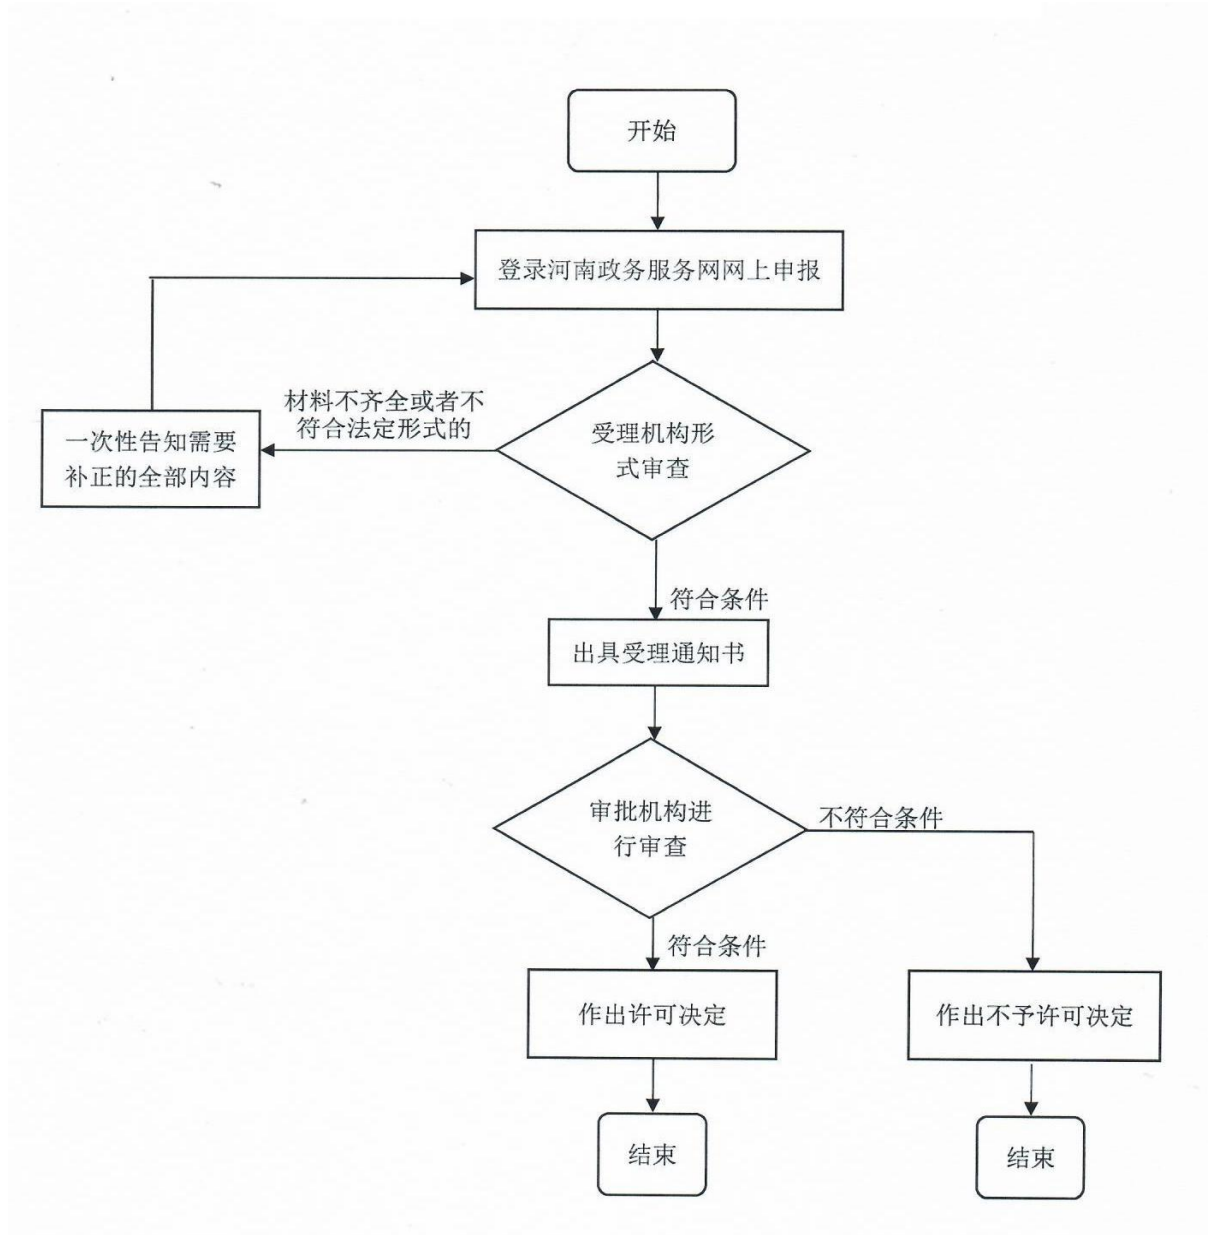 开始
登录河南政务服务网网上申报
材料不齐全或者不
符合法定形式的
一次性告知需要
补正的全部内容
受理机构形
式审查
符合条件
出具受理通知书
审批机构进
行审查
不符合条件
符合条件
作出许可决定
作出不予许可决定
结束
结束